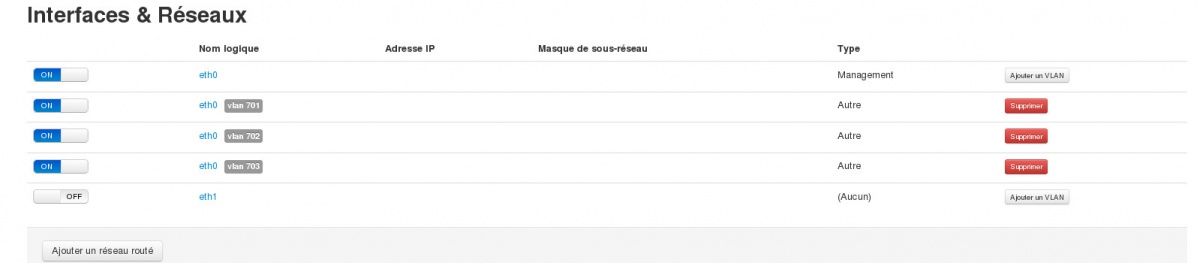 Interfaces & Réseaux
Nom logique Adresse IP Masque de sous-réseau Type
ON eth0 Management Ajouter un VLAN
ON eth0 vlan 701 Autre Supprimer
ON eth0 vlan 702 Autre Supprimer
ON eth0 vlan 703 Autre Supprimer
OFF eth1 (Aucun) Ajouter un VLAN
Ajouter un réseau routé